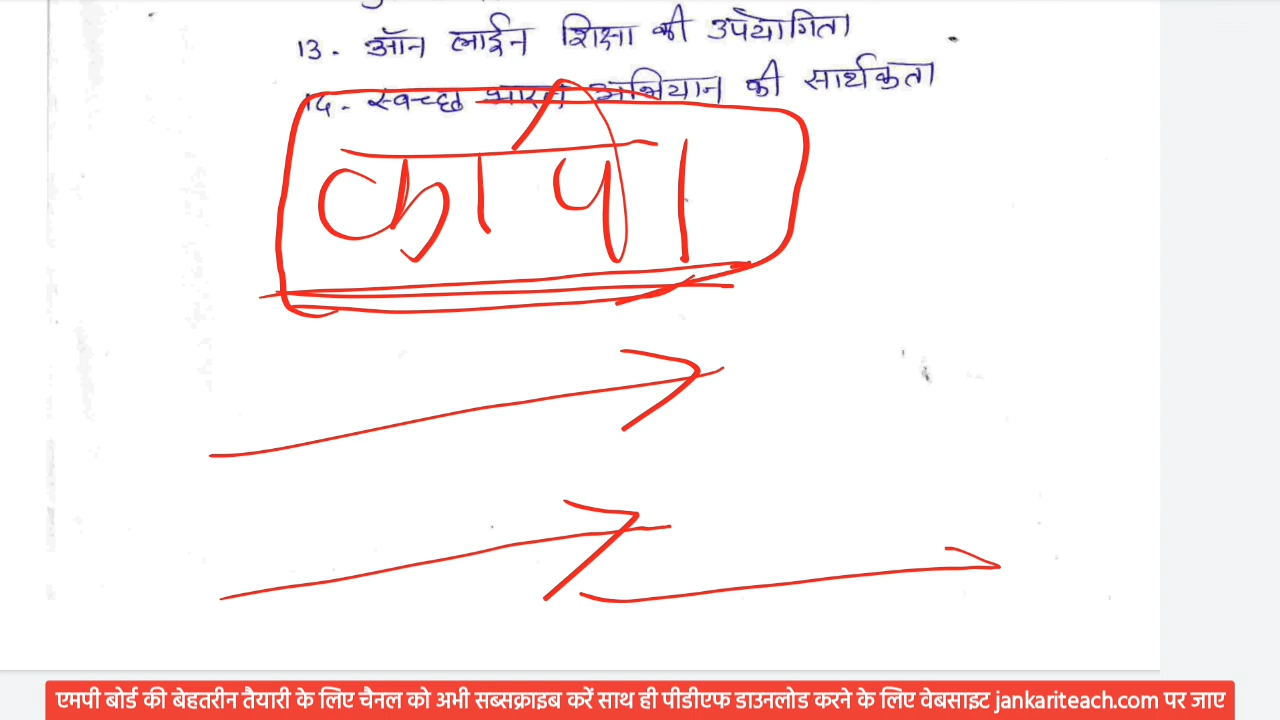 13. ऑन लाईन शिक्षा की उपयोगिता
14. स्वच्छ भारत अभियान की सार्थकता
कापी
एमपी बोर्ड की बेहतरीन तैयारी के लिए चैनल को अभी सब्सक्राइब करें साथ ही पीडीएफ डाउनलोड करने के लिए वेबसाइट jankariteach.com पर जाए